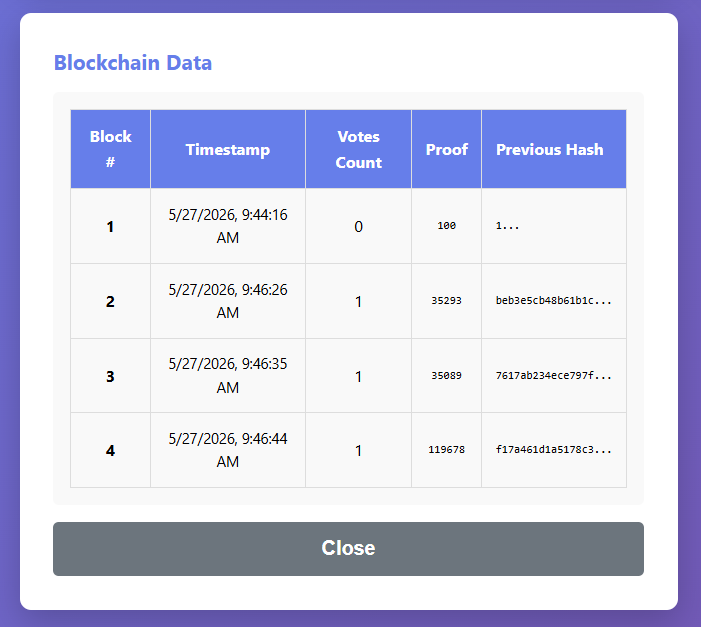 Blockchain Data
Block
#
Timestamp
Votes
Count
Proof
Previous Hash
1
5/27/2026, 9:44:16
AM
0
100
1...
2
5/27/2026, 9:46:26
AM
1
35293
beb3e5cb48b61b1c...
3
5/27/2026, 9:46:35
AM
1
35089
7617ab234ece797f...
4
5/27/2026, 9:46:44
AM
1
119678
f17a461d1a5178c3...
Close